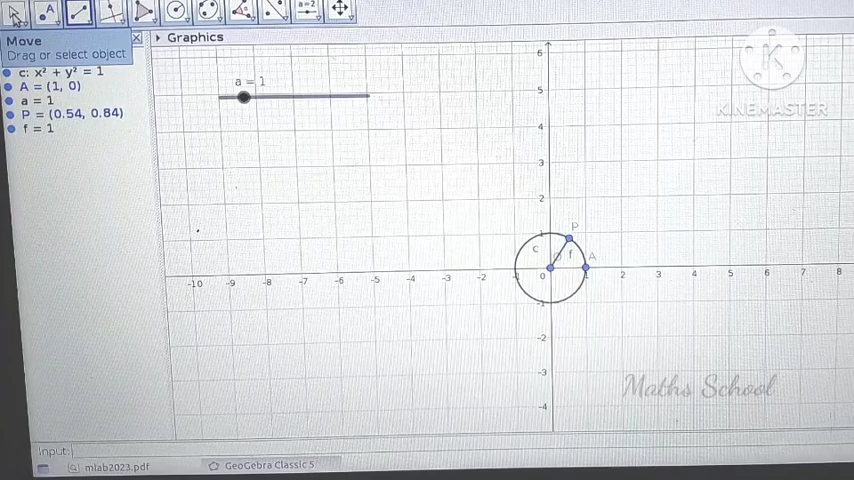 a=2
Move
Drag or select object
Graphics
c: x² + y² = 1
A = (1, 0)
a = 1
P = (0.54, 0.84)
f = 1
a = 1
K
KINEMASTER
6
5
4
3
2
1
P
c
f
A
-10 -9 -8 -7 -6 -5 -4 -3 -2 0 1 2 3 4 5 6 7 8
-1
-2
-3
-4
Maths School
Input:
mlab2023.pdf
GeoGebra Classic 5